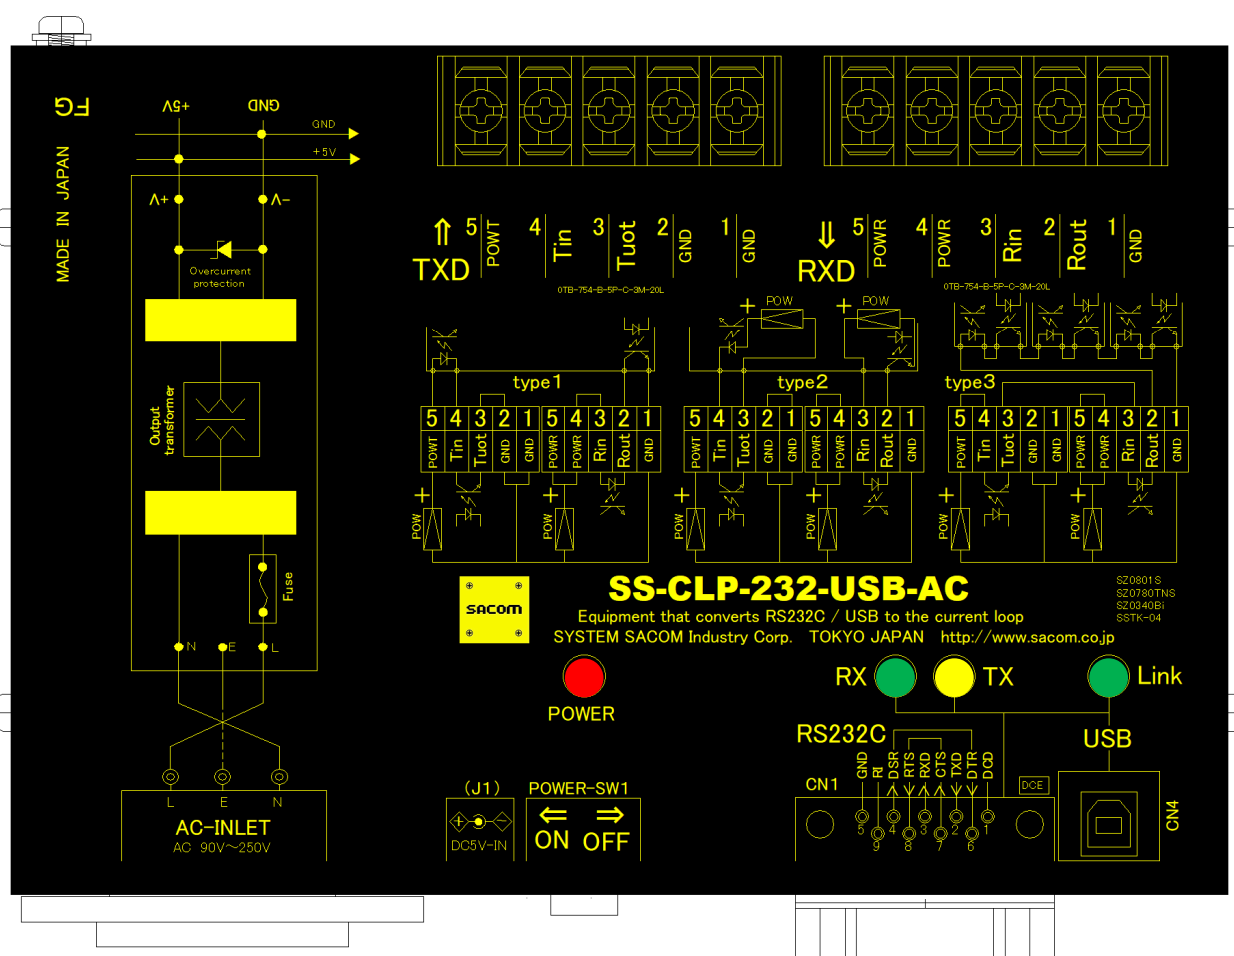 FG
MADE IN JAPAN
+5V
GND
GND
+5V
V+
V-
Overcurrent
protection
Output
transformer
Fuse
N
E
L
L
E
N
AC-INLET
AC 90V～250V
⇑
TXD
5
POWT
4
Tin
3
Tuot
2
GND
1
GND
0TB-754-B-5P-C-3M-20L
⇓
RXD
5
POWR
4
POWR
3
Rin
2
Rout
1
GND
0TB-754-B-5P-C-3M-20L
type1
5 4 3 2 1 5 4 3 2 1
POWT Tin Tuot GND GND POWR POWR Rin Rout GND
+ POW
+ POW
+ POW
+ POW
type2
5 4 3 2 1 5 4 3 2 1
POWT Tin Tuot GND GND POWR POWR Rin Rout GND
+ POW
+ POW
type3
5 4 3 2 1 5 4 3 2 1
POWT Tin Tuot GND GND POWR POWR Rin Rout GND
+ POW
+ POW
SACOM
SS-CLP-232-USB-AC
Equipment that converts RS232C / USB to the current loop
SYSTEM SACOM Industry Corp. TOKYO JAPAN http://www.sacom.co.jp
SZ0801S
SZ0780TNS
SZ0340Bi
SSTK-04
POWER
RX
TX
Link
RS232C
USB
GND RI DSR RTS RXD CTS TXD DTR DCD
CN1
DCE
5 4 3 2 1
9 8 7 6
CN4
(J1)
+ -
DC5V-IN
POWER-SW1
⇐ ⇒
ON OFF